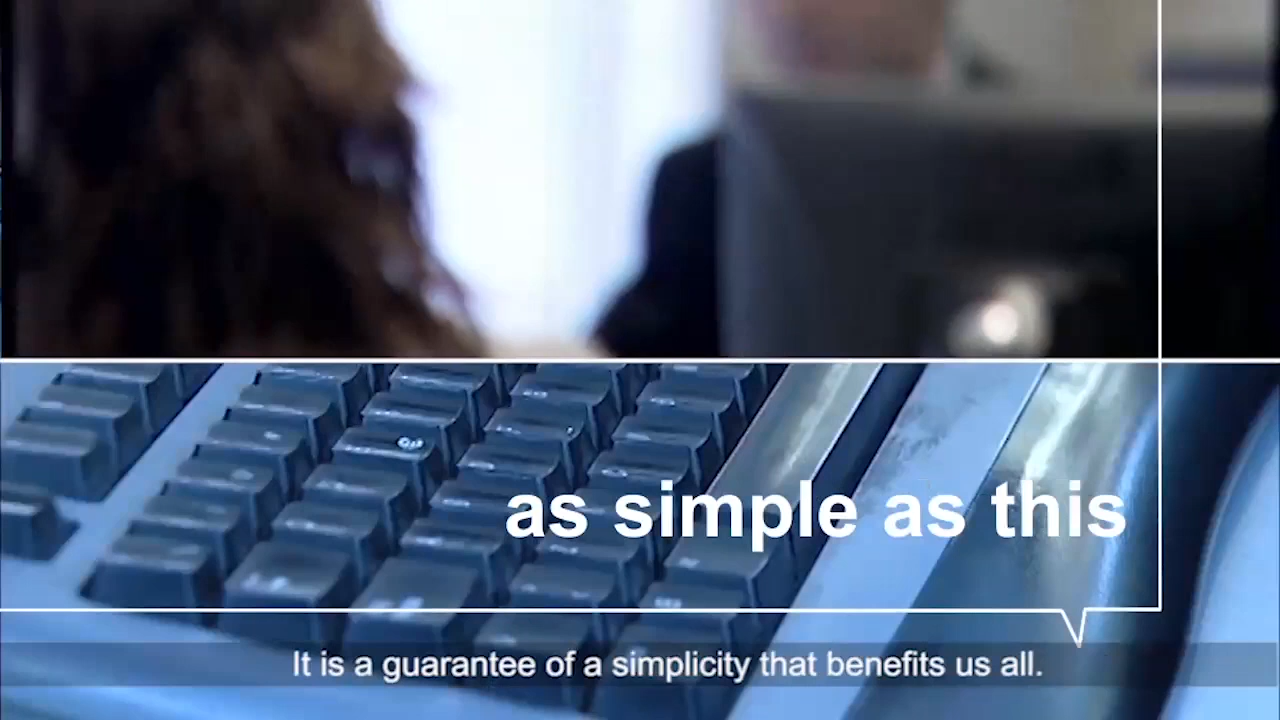 as simple as this
It is a guarantee of a simplicity that benefits us all.